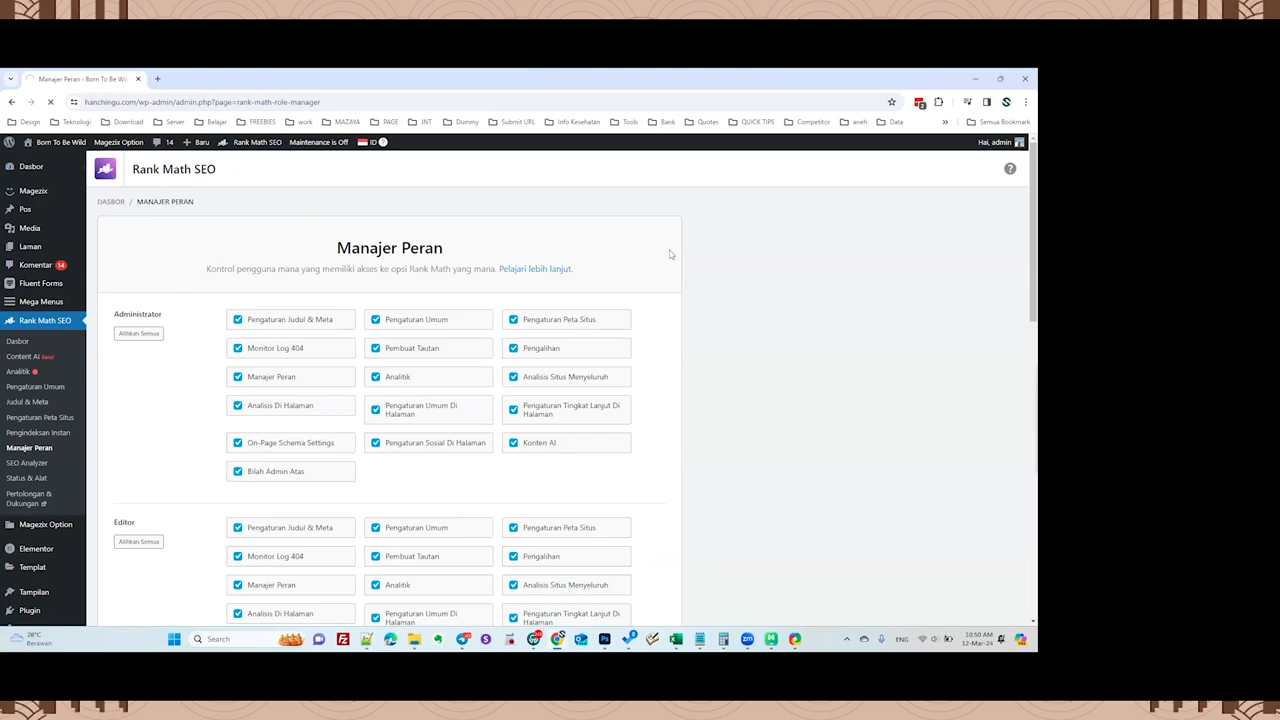 Manajer Peran ‹ Born To Be Wil
hanchingu.com/wp-admin/admin.php?page=rank-math-role-manager
Design Teknologi Download Server Belajar FREEBIES work MAZAYA PAGE JNT Dummy Submit URL Info Kesehatan Tools Bank Quotes QUICK TIPS Competitor aneh Data » Semua Bookmark
Born To Be Wild Magezix Option 14 + Baru Rank Math SEO Maintenance is Off ID ? Hai, admin
Dasbor
Magezix
Pos
Media
Laman
Komentar 14
Fluent Forms
Mega Menus
Rank Math SEO
Dasbor
Content AI Baru!
Analitik
Pengaturan Umum
Judul & Meta
Pengaturan Peta Situs
Pengindeksan Instan
Manajer Peran
SEO Analyzer
Status & Alat
Pertolongan &
Dukungan
Magezix Option
Elementor
Templat
Tampilan
Plugin
Rank Math SEO
?
DASBOR / MANAJER PERAN
Manajer Peran
Kontrol pengguna mana yang memiliki akses ke opsi Rank Math yang mana. Pelajari lebih lanjut.
Administrator
Alihkan Semua
Pengaturan Judul & Meta Pengaturan Umum Pengaturan Peta Situs
Monitor Log 404 Pembuat Tautan Pengalihan
Manajer Peran Analitik Analisis Situs Menyeluruh
Analisis Di Halaman Pengaturan Umum Di Halaman Pengaturan Tingkat Lanjut Di Halaman
On-Page Schema Settings Pengaturan Sosial Di Halaman Konten AI
Bilah Admin Atas
Editor
Alihkan Semua
Pengaturan Judul & Meta Pengaturan Umum Pengaturan Peta Situs
Monitor Log 404 Pembuat Tautan Pengalihan
Manajer Peran Analitik Analisis Situs Menyeluruh
Analisis Di Halaman Pengaturan Umum Di Halaman Pengaturan Tingkat Lanjut Di Halaman
26°C
Berawan
Search
ENG
10:50 AM
12-Mar-24